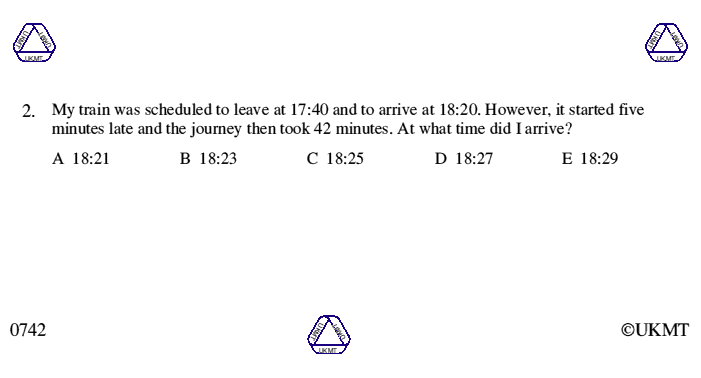 2. My train was scheduled to leave at 17:40 and to arrive at 18:20. However, it started five
minutes late and the journey then took 42 minutes. At what time did I arrive?
A 18:21 B 18:23 C 18:25 D 18:27 E 18:29
0742 ©UKMT
UKMT UKMT UKMT
UKMT UKMT UKMT
UKMT UKMT UKMT